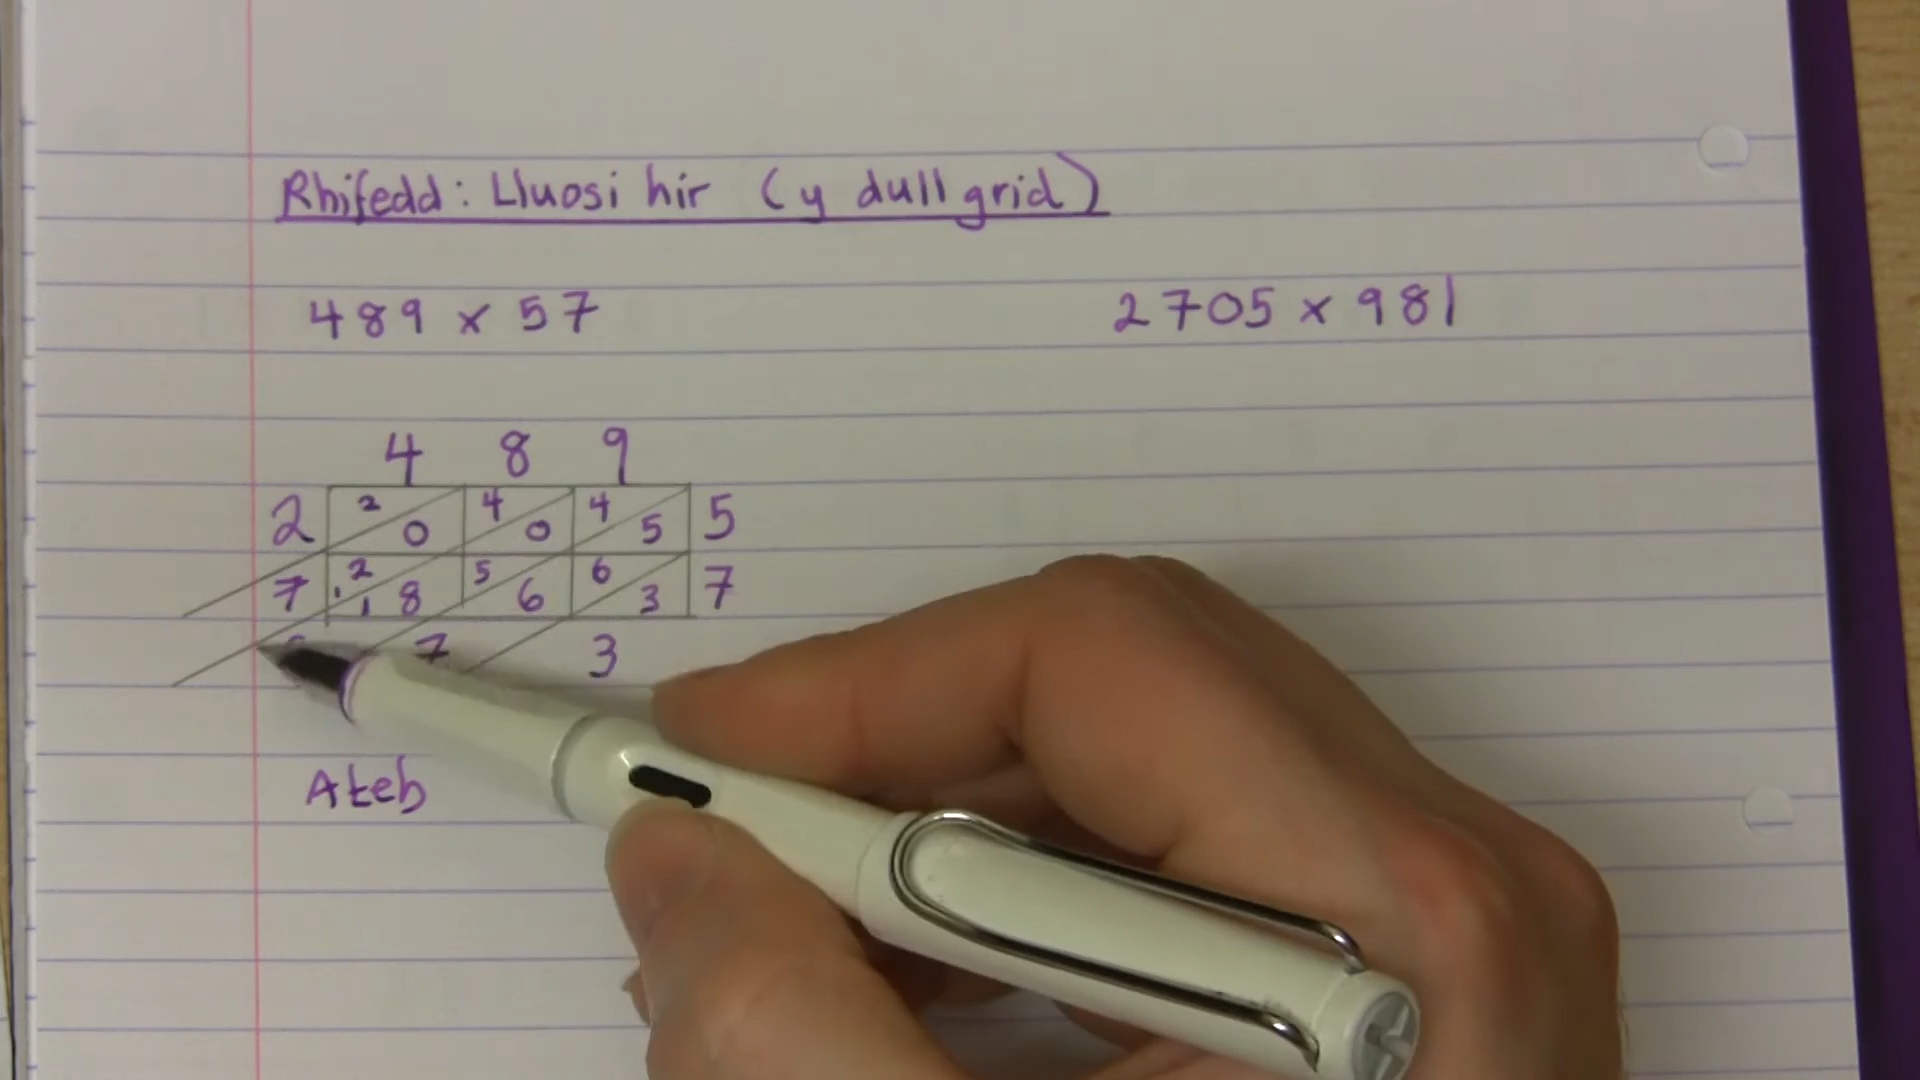 Rhifedd: Lluosi hir (y dull grid)
489 x 57
2705 x 981
4 8 9
2 2 0 4 0 4 5 5
7 1 2 1 8 5 6 6 3 7
7 3
Ateb